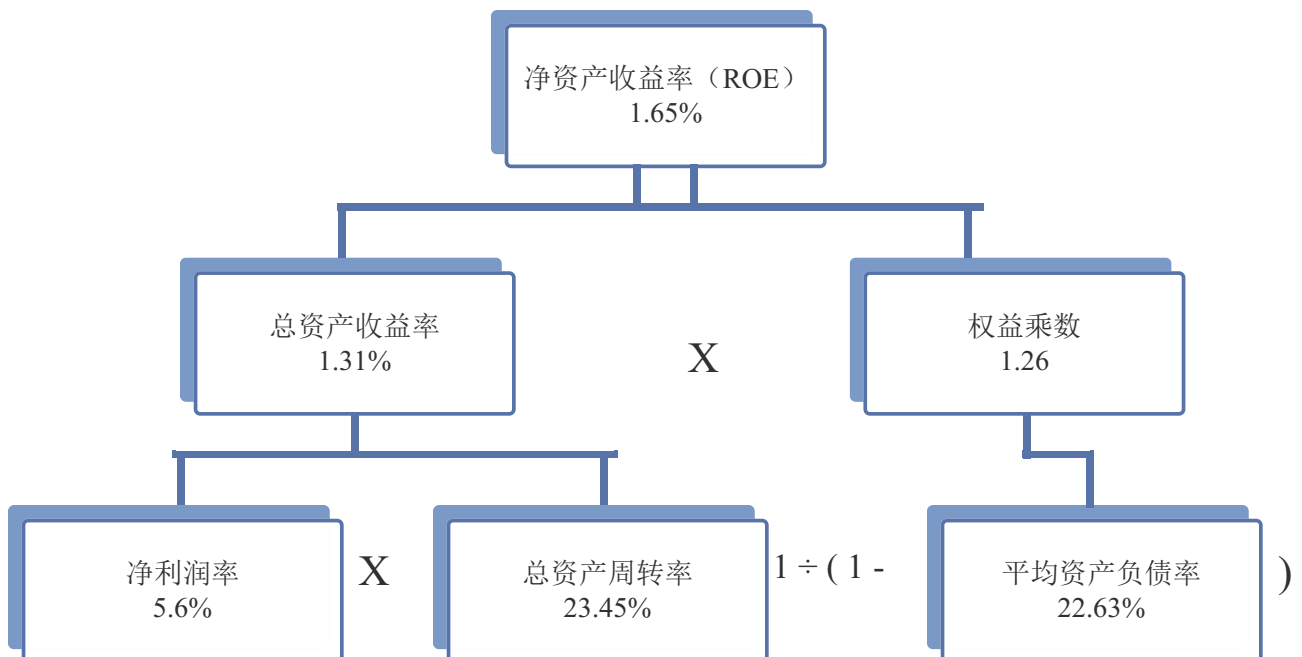 净资产收益率（ROE）
1.65%
总资产收益率
1.31%
X
权益乘数
1.26
净利润率
5.6%
X
总资产周转率
23.45%
1 ÷ ( 1 -
平均资产负债率
22.63%
)